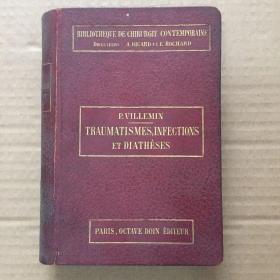 BIBLIOTHÈQUE DE CHIRURGIE CONTEMPORAINE
DIRECTEURS A. RICARD ET E. ROCHARD
P. VILLEMIN
TRAUMATISMES, INFECTIONS
ET DIATHÈSES
PARIS, OCTAVE DOIN ÉDITEUR